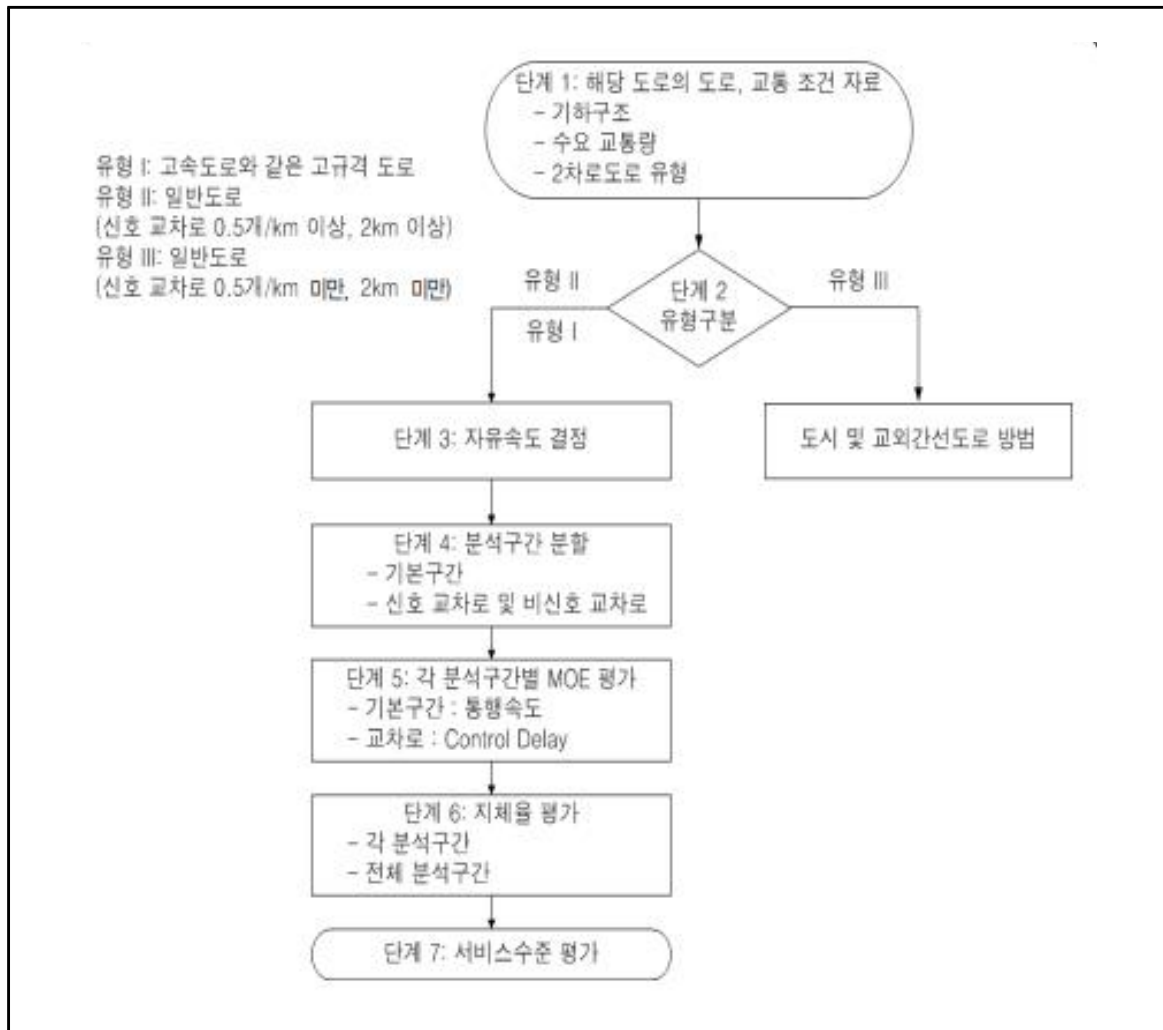 단계 1: 해당 도로의 도로, 교통 조건 자료
- 기하구조
- 수요 교통량
- 2차로도로 유형
유형 I: 고속도로와 같은 고규격 도로
유형 II: 일반도로
(신호 교차로 0.5개/km 이상, 2km 이상)
유형 III: 일반도로
(신호 교차로 0.5개/km 미만, 2km 미만)
유형 II
유형 I
단계 2
유형구분
유형 III
단계 3: 자유속도 결정
도시 및 교외간선도로 방법
단계 4: 분석구간 분할
- 기본구간
- 신호 교차로 및 비신호 교차로
단계 5: 각 분석구간별 MOE 평가
- 기본구간 : 통행속도
- 교차로 : Control Delay
단계 6: 지체율 평가
- 각 분석구간
- 전체 분석구간
단계 7: 서비스수준 평가